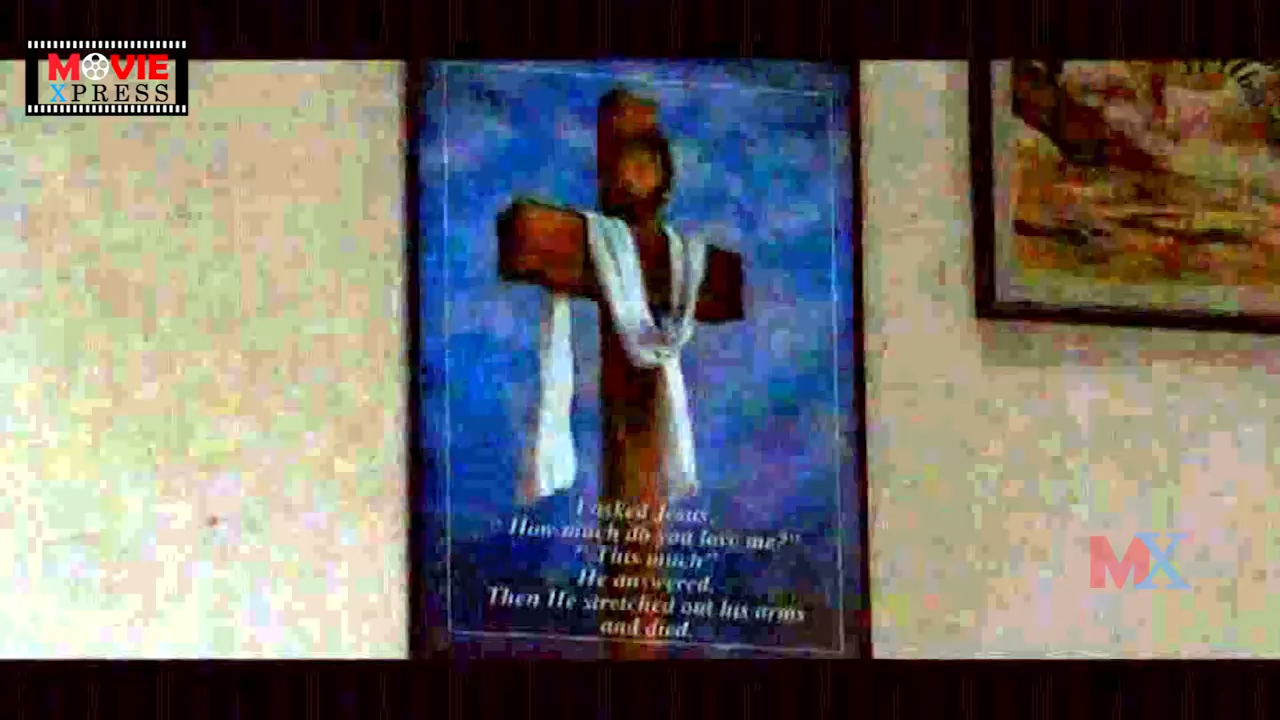 MOVIE
XPRESS
I asked Jesus,
"How much do you love me?"
"This much"
He answered.
Then He stretched out his arms
and died.
MX